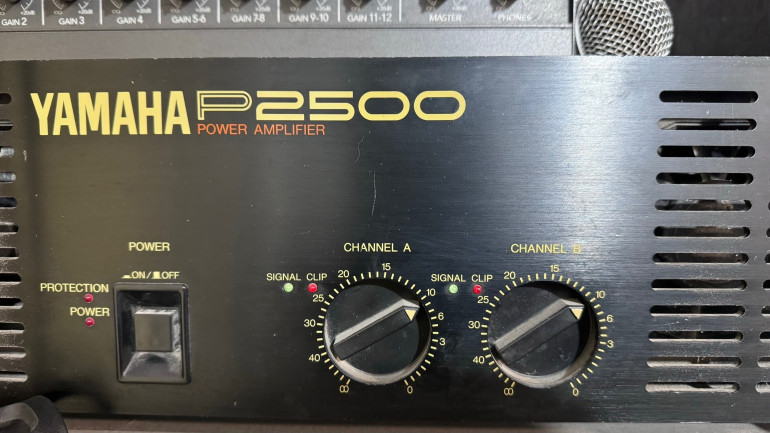 GAIN 2 GAIN 3 GAIN 4 GAIN 5-6 GAIN 7-8 GAIN 9-10 GAIN 11-12 MASTER PHONES
YAMAHA P2500
POWER AMPLIFIER
POWER
ON / OFF
PROTECTION
POWER
CHANNEL A
SIGNAL CLIP
∞ 40 30 25 20 15 10 6 3 0
CHANNEL B
SIGNAL CLIP
∞ 40 30 25 20 15 10 6 3 0